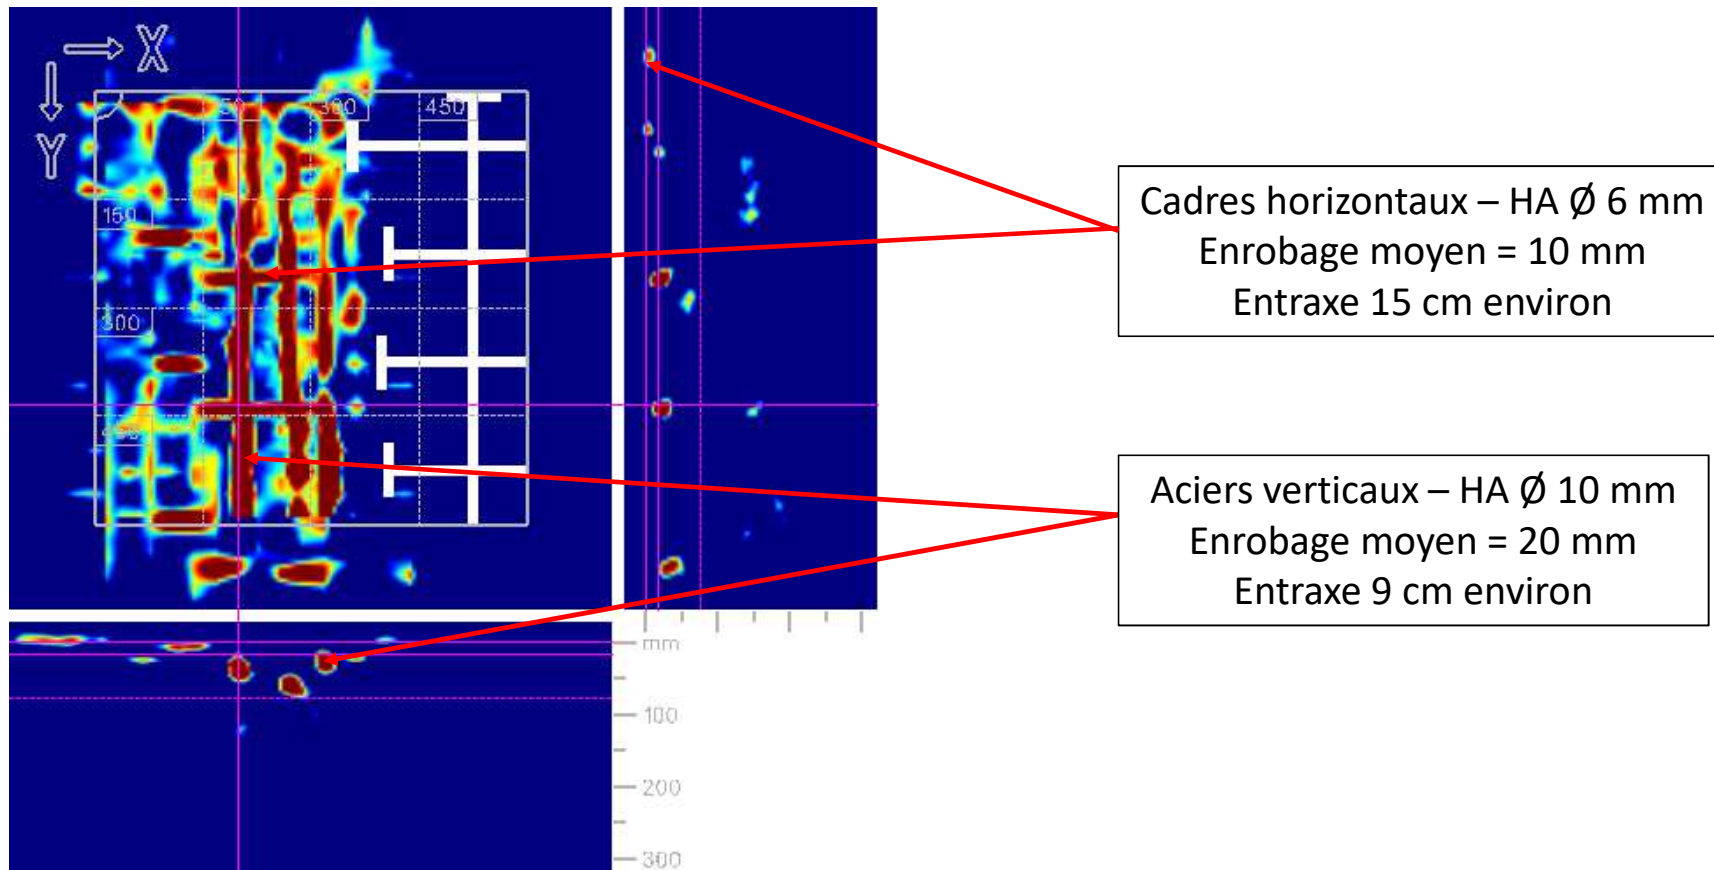 X
Y
300
450
150
300
mm
100
200
300
Cadres horizontaux – HA Ø 6 mm
Enrobage moyen = 10 mm
Entraxe 15 cm environ
Aciers verticaux – HA Ø 10 mm
Enrobage moyen = 20 mm
Entraxe 9 cm environ